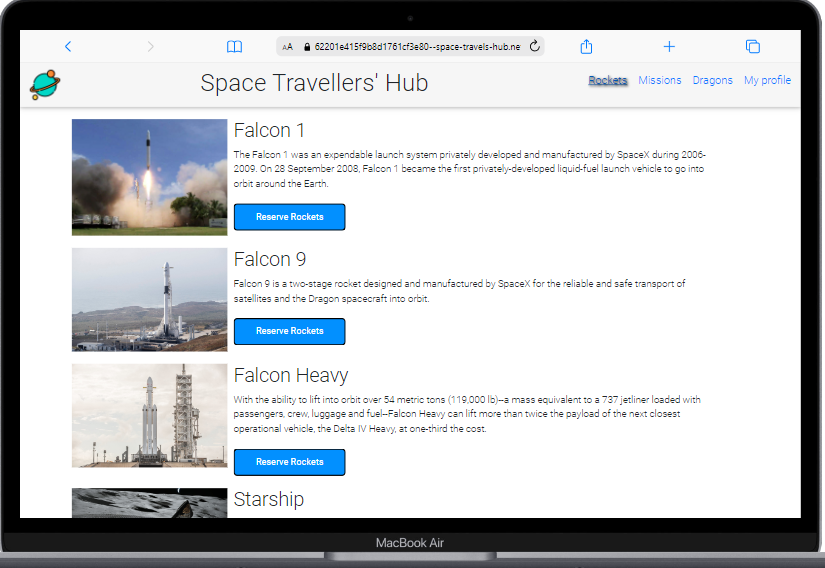 AA 62201e415f9b8d1761cf3e80--space-travels-hub.ne
Space Travellers' Hub
Rockets Missions Dragons My profile
Falcon 1
The Falcon 1 was an expendable launch system privately developed and manufactured by SpaceX during 2006-
2009. On 28 September 2008, Falcon 1 became the first privately-developed liquid-fuel launch vehicle to go into
orbit around the Earth.
Reserve Rockets
Falcon 9
Falcon 9 is a two-stage rocket designed and manufactured by SpaceX for the reliable and safe transport of
satellites and the Dragon spacecraft into orbit.
Reserve Rockets
Falcon Heavy
With the ability to lift into orbit over 54 metric tons (119,000 lb)--a mass equivalent to a 737 jetliner loaded with
passengers, crew, luggage and fuel--Falcon Heavy can lift more than twice the payload of the next closest
operational vehicle, the Delta IV Heavy, at one-third the cost.
Reserve Rockets
Starship
MacBook Air